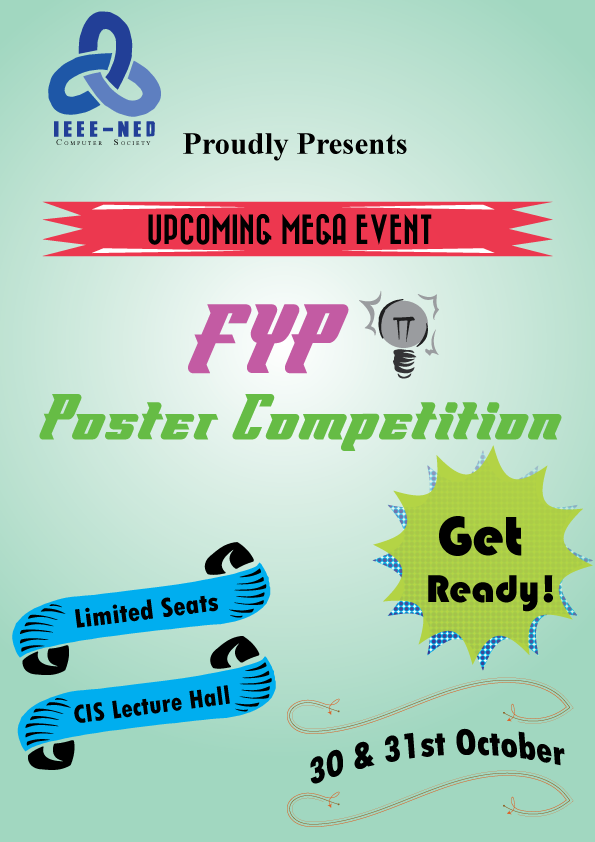 IEEE-NED
COMPUTER SOCIETY
Proudly Presents
UPCOMING MEGA EVENT
FYP
Poster Competition
Get
Ready!
Limited Seats
CIS Lecture Hall
30 & 31st October